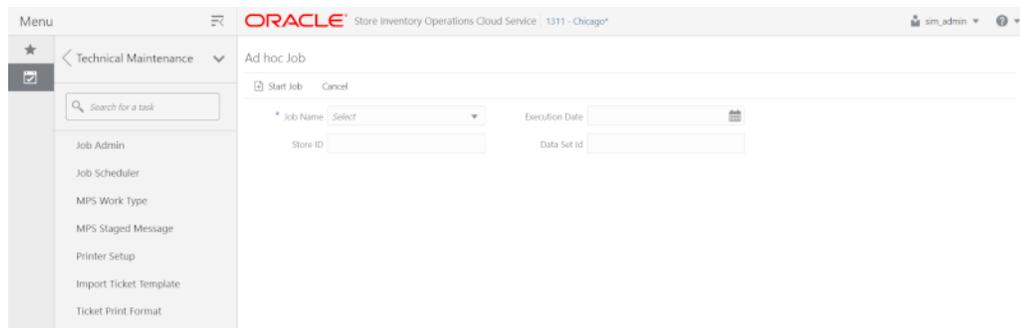 Menu
ORACLE® Store Inventory Operations Cloud Service 1311 - Chicago*
sim_admin
Technical Maintenance
Search for a task
Job Admin
Job Scheduler
MPS Work Type
MPS Staged Message
Printer Setup
Import Ticket Template
Ticket Print Format
Ad hoc Job
Start Job Cancel
* Job Name Select Execution Date
Store ID Data Set Id